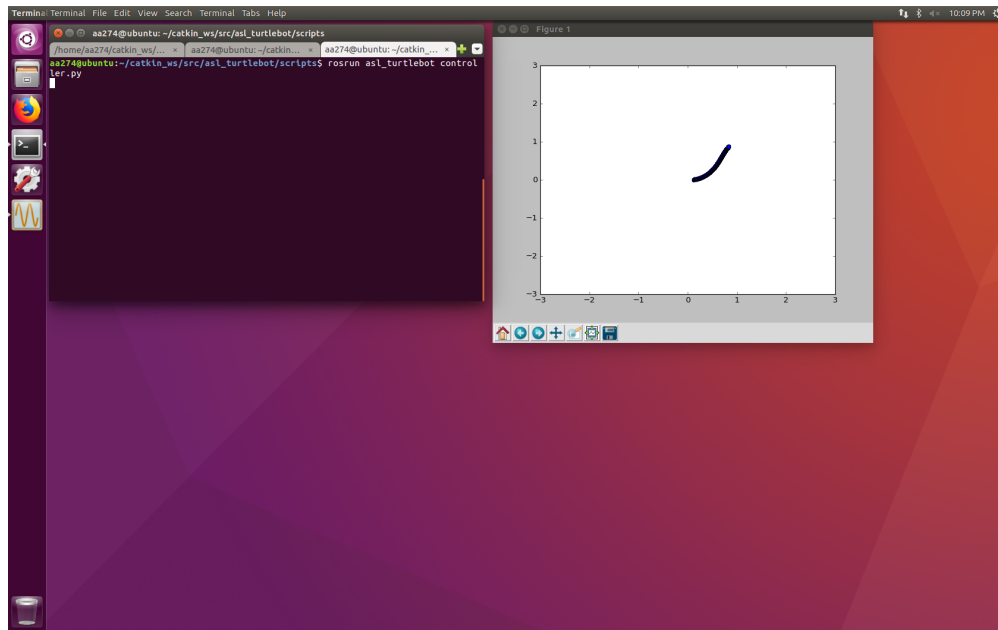 Terminal Terminal File Edit View Search Terminal Tabs Help
10:09 PM
aa274@ubuntu: ~/catkin_ws/src/asl_turtlebot/scripts
/home/aa274/catkin_ws/... × aa274@ubuntu: ~/catkin... × aa274@ubuntu: ~/catkin_... ×
aa274@ubuntu:~/catkin_ws/src/asl_turtlebot/scripts$ rosrun asl_turtlebot control
ler.py
Figure 1
3
2
1
0
−1
−2
−3
−3 −2 −1 0 1 2 3